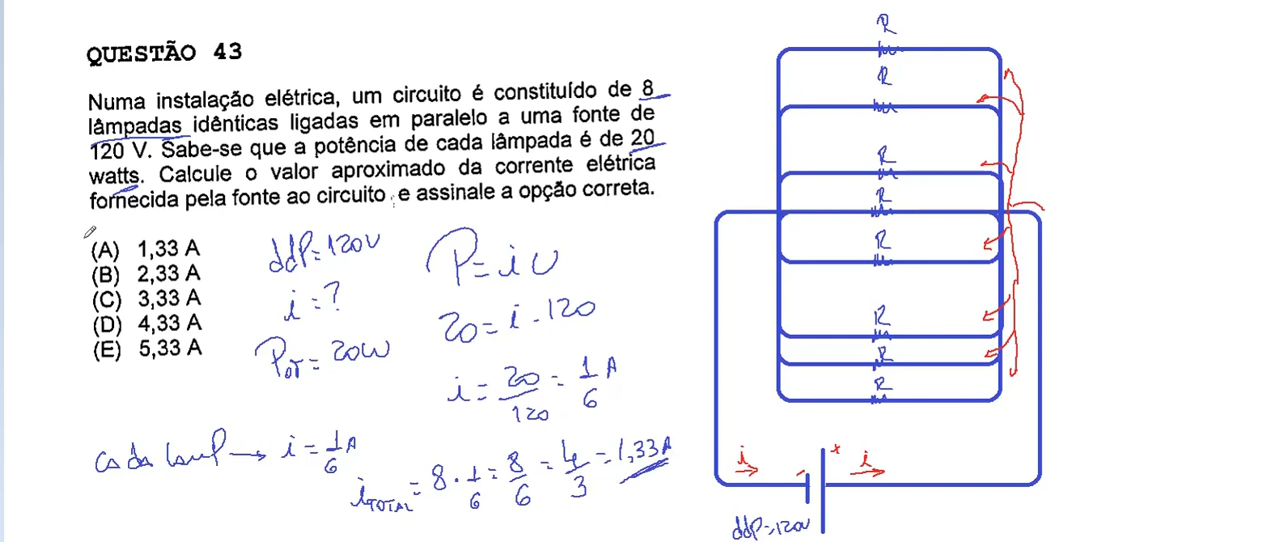 QUESTÃO 43
Numa instalação elétrica, um circuito é constituído de 8
lâmpadas idênticas ligadas em paralelo a uma fonte de
120 V. Sabe-se que a potência de cada lâmpada é de 20
watts. Calcule o valor aproximado da corrente elétrica
fornecida pela fonte ao circuito, e assinale a opção correta.
(A) 1,33 A
(B) 2,33 A
(C) 3,33 A
(D) 4,33 A
(E) 5,33 A
ddP=120V
i=?
Pot=20W
P=iU
20=i.120
i=20/120=1/6 A
cada lamp→i=1/6 A
iTOTAL=8.1/6=8/6=4/3=1,33A
R
R
R
R
R
R
R
R
i
-
+
i
ddP=120V